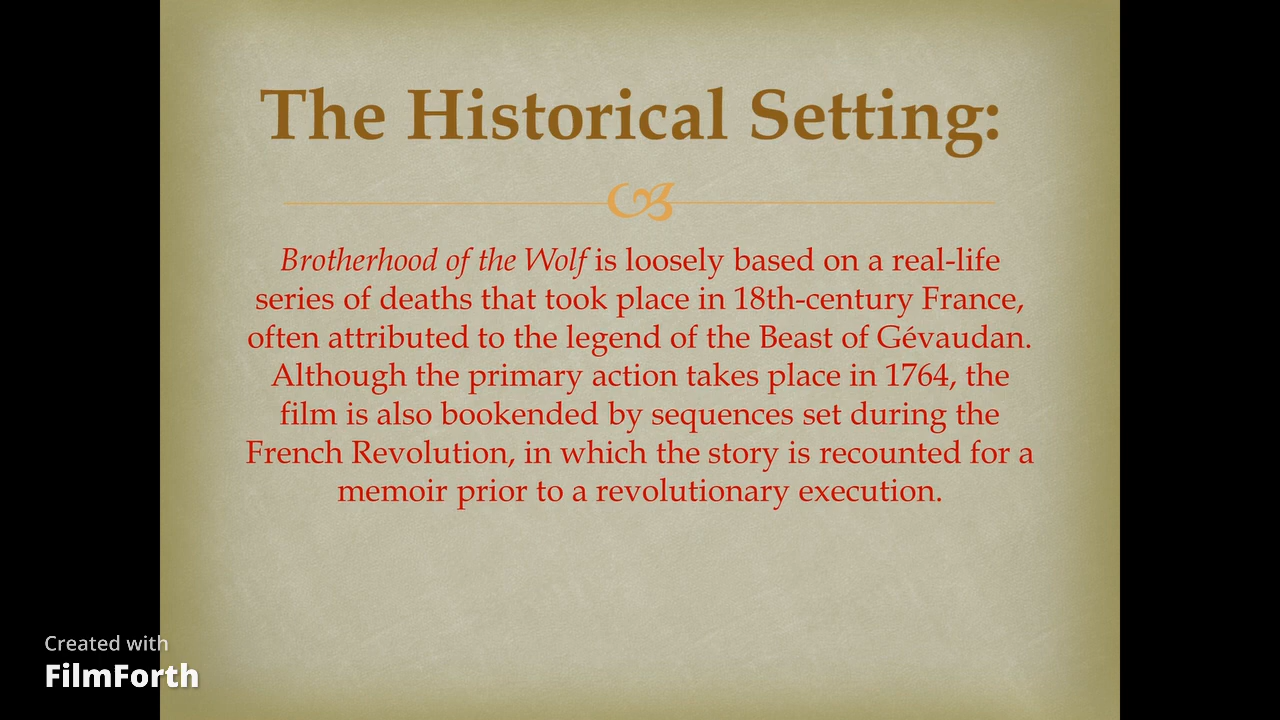 The Historical Setting:
Brotherhood of the Wolf is loosely based on a real-life
series of deaths that took place in 18th-century France,
often attributed to the legend of the Beast of Gévaudan.
Although the primary action takes place in 1764, the
film is also bookended by sequences set during the
French Revolution, in which the story is recounted for a
memoir prior to a revolutionary execution.
Created with
FilmForth